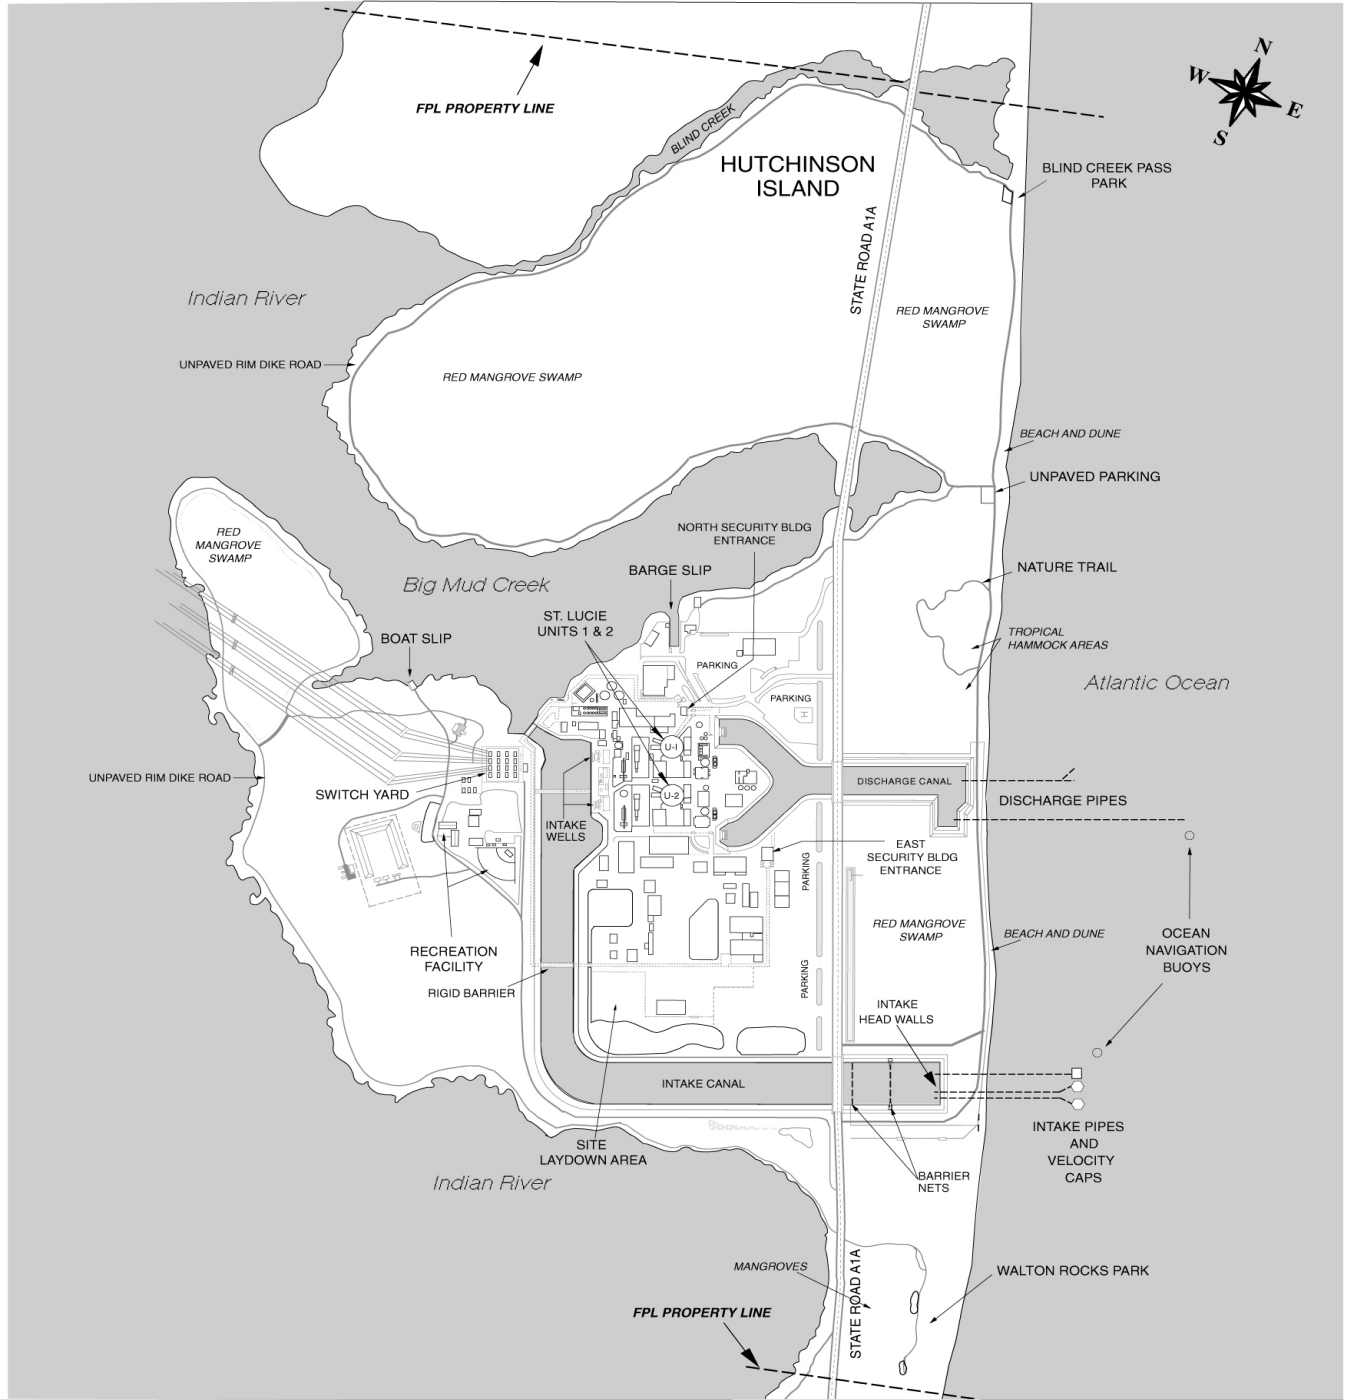 N
W
E
S
FPL PROPERTY LINE
BLIND CREEK
HUTCHINSON
ISLAND
BLIND CREEK PASS
PARK
STATE ROAD A1A
Indian River
RED MANGROVE
SWAMP
UNPAVED RIM DIKE ROAD
RED MANGROVE SWAMP
BEACH AND DUNE
UNPAVED PARKING
RED
MANGROVE
SWAMP
NORTH SECURITY BLDG
ENTRANCE
Big Mud Creek
BARGE SLIP
NATURE TRAIL
ST. LUCIE
UNITS 1 & 2
BOAT SLIP
TROPICAL
HAMMOCK AREAS
PARKING
Atlantic Ocean
PARKING
H
U-1
UNPAVED RIM DIKE ROAD
DISCHARGE CANAL
SWITCH YARD
U-2
DISCHARGE PIPES
INTAKE
WELLS
EAST
SECURITY BLDG
ENTRANCE
PARKING
RED MANGROVE
SWAMP
BEACH AND DUNE
OCEAN
NAVIGATION
BUOYS
RECREATION
FACILITY
RIGID BARRIER
PARKING
INTAKE
HEAD WALLS
INTAKE CANAL
INTAKE PIPES
AND
VELOCITY
CAPS
SITE
LAYDOWN AREA
BARRIER
NETS
Indian River
MANGROVES
STATE ROAD A1A
WALTON ROCKS PARK
FPL PROPERTY LINE